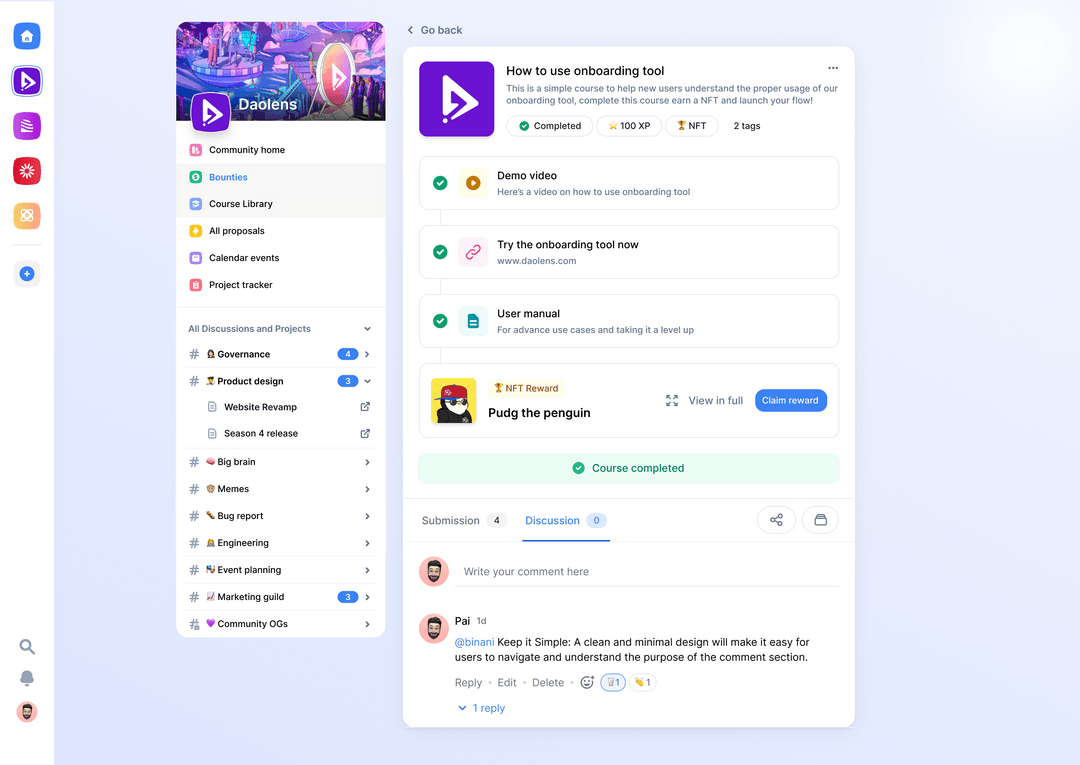 Daolens
Community home
Bounties
Course Library
All proposals
Calendar events
Project tracker
All Discussions and Projects
# Governance 4
# Product design 3
Website Revamp
Season 4 release
# Big brain
# Memes
# Bug report
# Engineering
# Event planning
# Marketing guild 3
# Community OGs
Go back
How to use onboarding tool
This is a simple course to help new users understand the proper usage of our
onboarding tool, complete this course earn a NFT and launch your flow!
Completed 100 XP NFT 2 tags
Demo video
Here's a video on how to use onboarding tool
Try the onboarding tool now
www.daolens.com
User manual
For advance use cases and taking it a level up
NFT Reward
Pudg the penguin
View in full Claim reward
Course completed
Submission 4 Discussion 0
Write your comment here
Pai 1d
@binani Keep it Simple: A clean and minimal design will make it easy for
users to navigate and understand the purpose of the comment section.
Reply • Edit • Delete • 1 1
1 reply